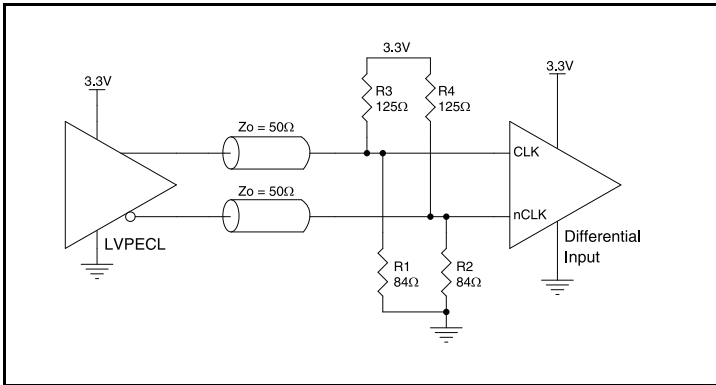 3.3V
3.3V
3.3V
R3
125Ω
R4
125Ω
Zo = 50Ω
CLK
Zo = 50Ω
nCLK
LVPECL
Differential
Input
R1
84Ω
R2
84Ω